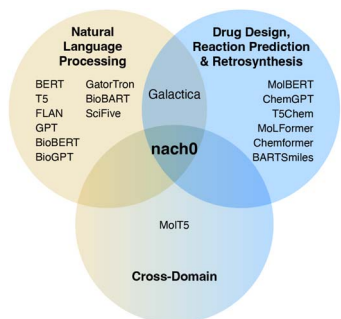 Natural
Language
Processing
BERT
T5
FLAN
GPT
BioBERT
BioGPT
GatorTron
BioBART
SciFive
Galactica
Drug Design,
Reaction Prediction
& Retrosynthesis
MolBERT
ChemGPT
T5Chem
MoLFormer
Chemformer
BARTSmiles
nach0
MolT5
Cross-Domain